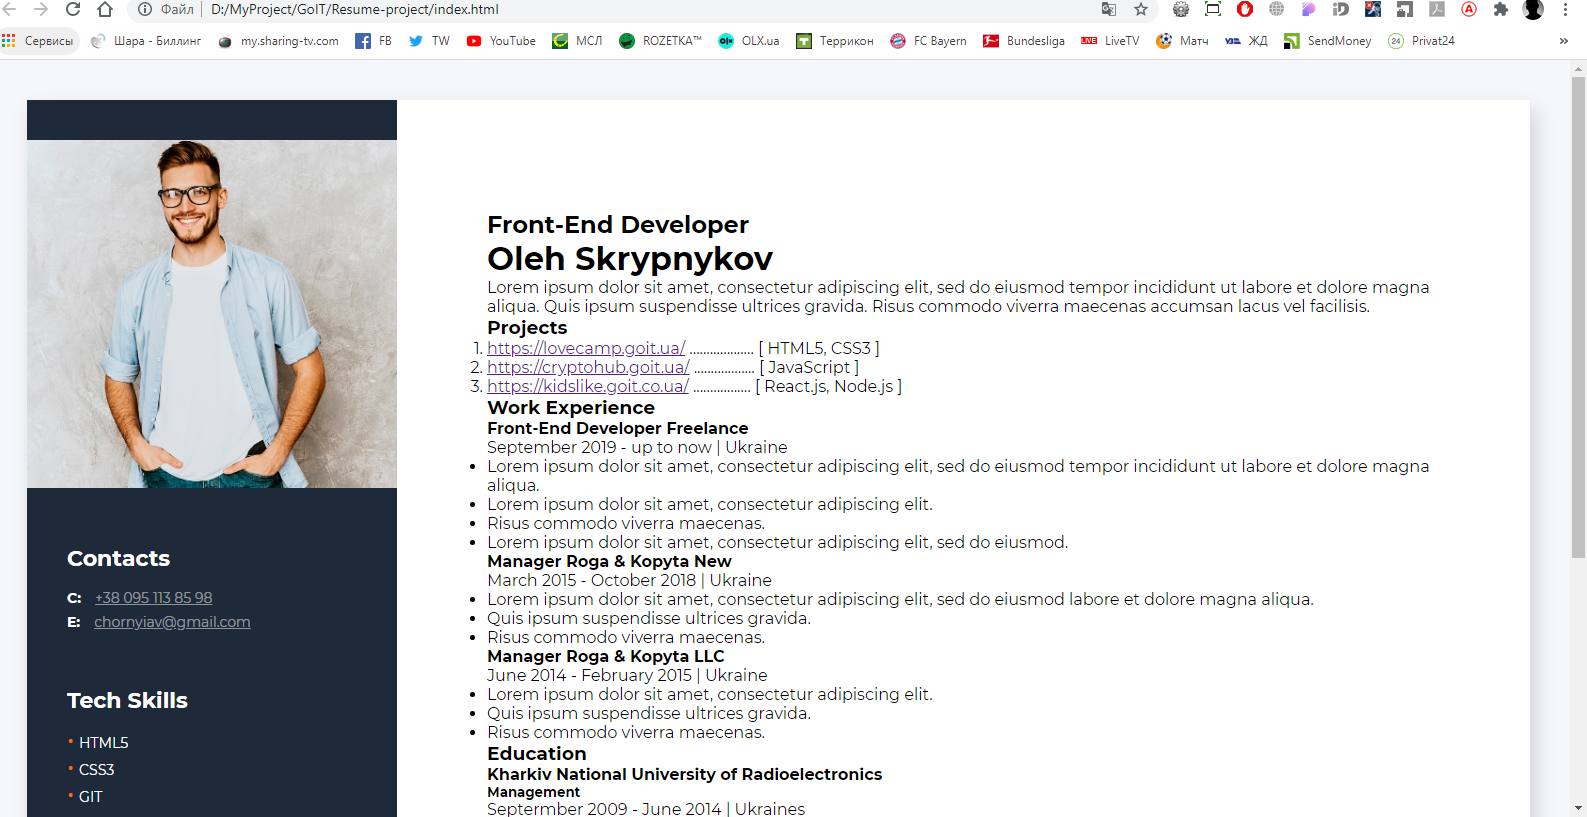 Файл D:/MyProject/GoIT/Resume-project/index.html
Сервисы Шара - Биллинг my.sharing-tv.com FB TW YouTube МСЛ ROZETKA™ OLX.ua Террикон FC Bayern Bundesliga LIVE LiveTV Матч ЖД SendMoney 24 Privat24 »
Front-End Developer
Oleh Skrypnykov
Lorem ipsum dolor sit amet, consectetur adipiscing elit, sed do eiusmod tempor incididunt ut labore et dolore magna
aliqua. Quis ipsum suspendisse ultrices gravida. Risus commodo viverra maecenas accumsan lacus vel facilisis.
Projects
1. https://lovecamp.goit.ua/ ................... [ HTML5, CSS3 ]
2. https://cryptohub.goit.ua/ .................. [ JavaScript ]
3. https://kidslike.goit.co.ua/ ................. [ React.js, Node.js ]
Work Experience
Front-End Developer Freelance
September 2019 - up to now | Ukraine
• Lorem ipsum dolor sit amet, consectetur adipiscing elit, sed do eiusmod tempor incididunt ut labore et dolore magna
aliqua.
• Lorem ipsum dolor sit amet, consectetur adipiscing elit.
• Risus commodo viverra maecenas.
• Lorem ipsum dolor sit amet, consectetur adipiscing elit, sed do eiusmod.
Manager Roga & Kopyta New
March 2015 - October 2018 | Ukraine
• Lorem ipsum dolor sit amet, consectetur adipiscing elit, sed do eiusmod labore et dolore magna aliqua.
• Quis ipsum suspendisse ultrices gravida.
• Risus commodo viverra maecenas.
Manager Roga & Kopyta LLC
June 2014 - February 2015 | Ukraine
• Lorem ipsum dolor sit amet, consectetur adipiscing elit.
• Quis ipsum suspendisse ultrices gravida.
• Risus commodo viverra maecenas.
Education
Kharkiv National University of Radioelectronics
Management
Septermber 2009 - June 2014 | Ukraines
Contacts
C: +38 095 113 85 98
E: chornyiav@gmail.com
Tech Skills
• HTML5
• CSS3
• GIT